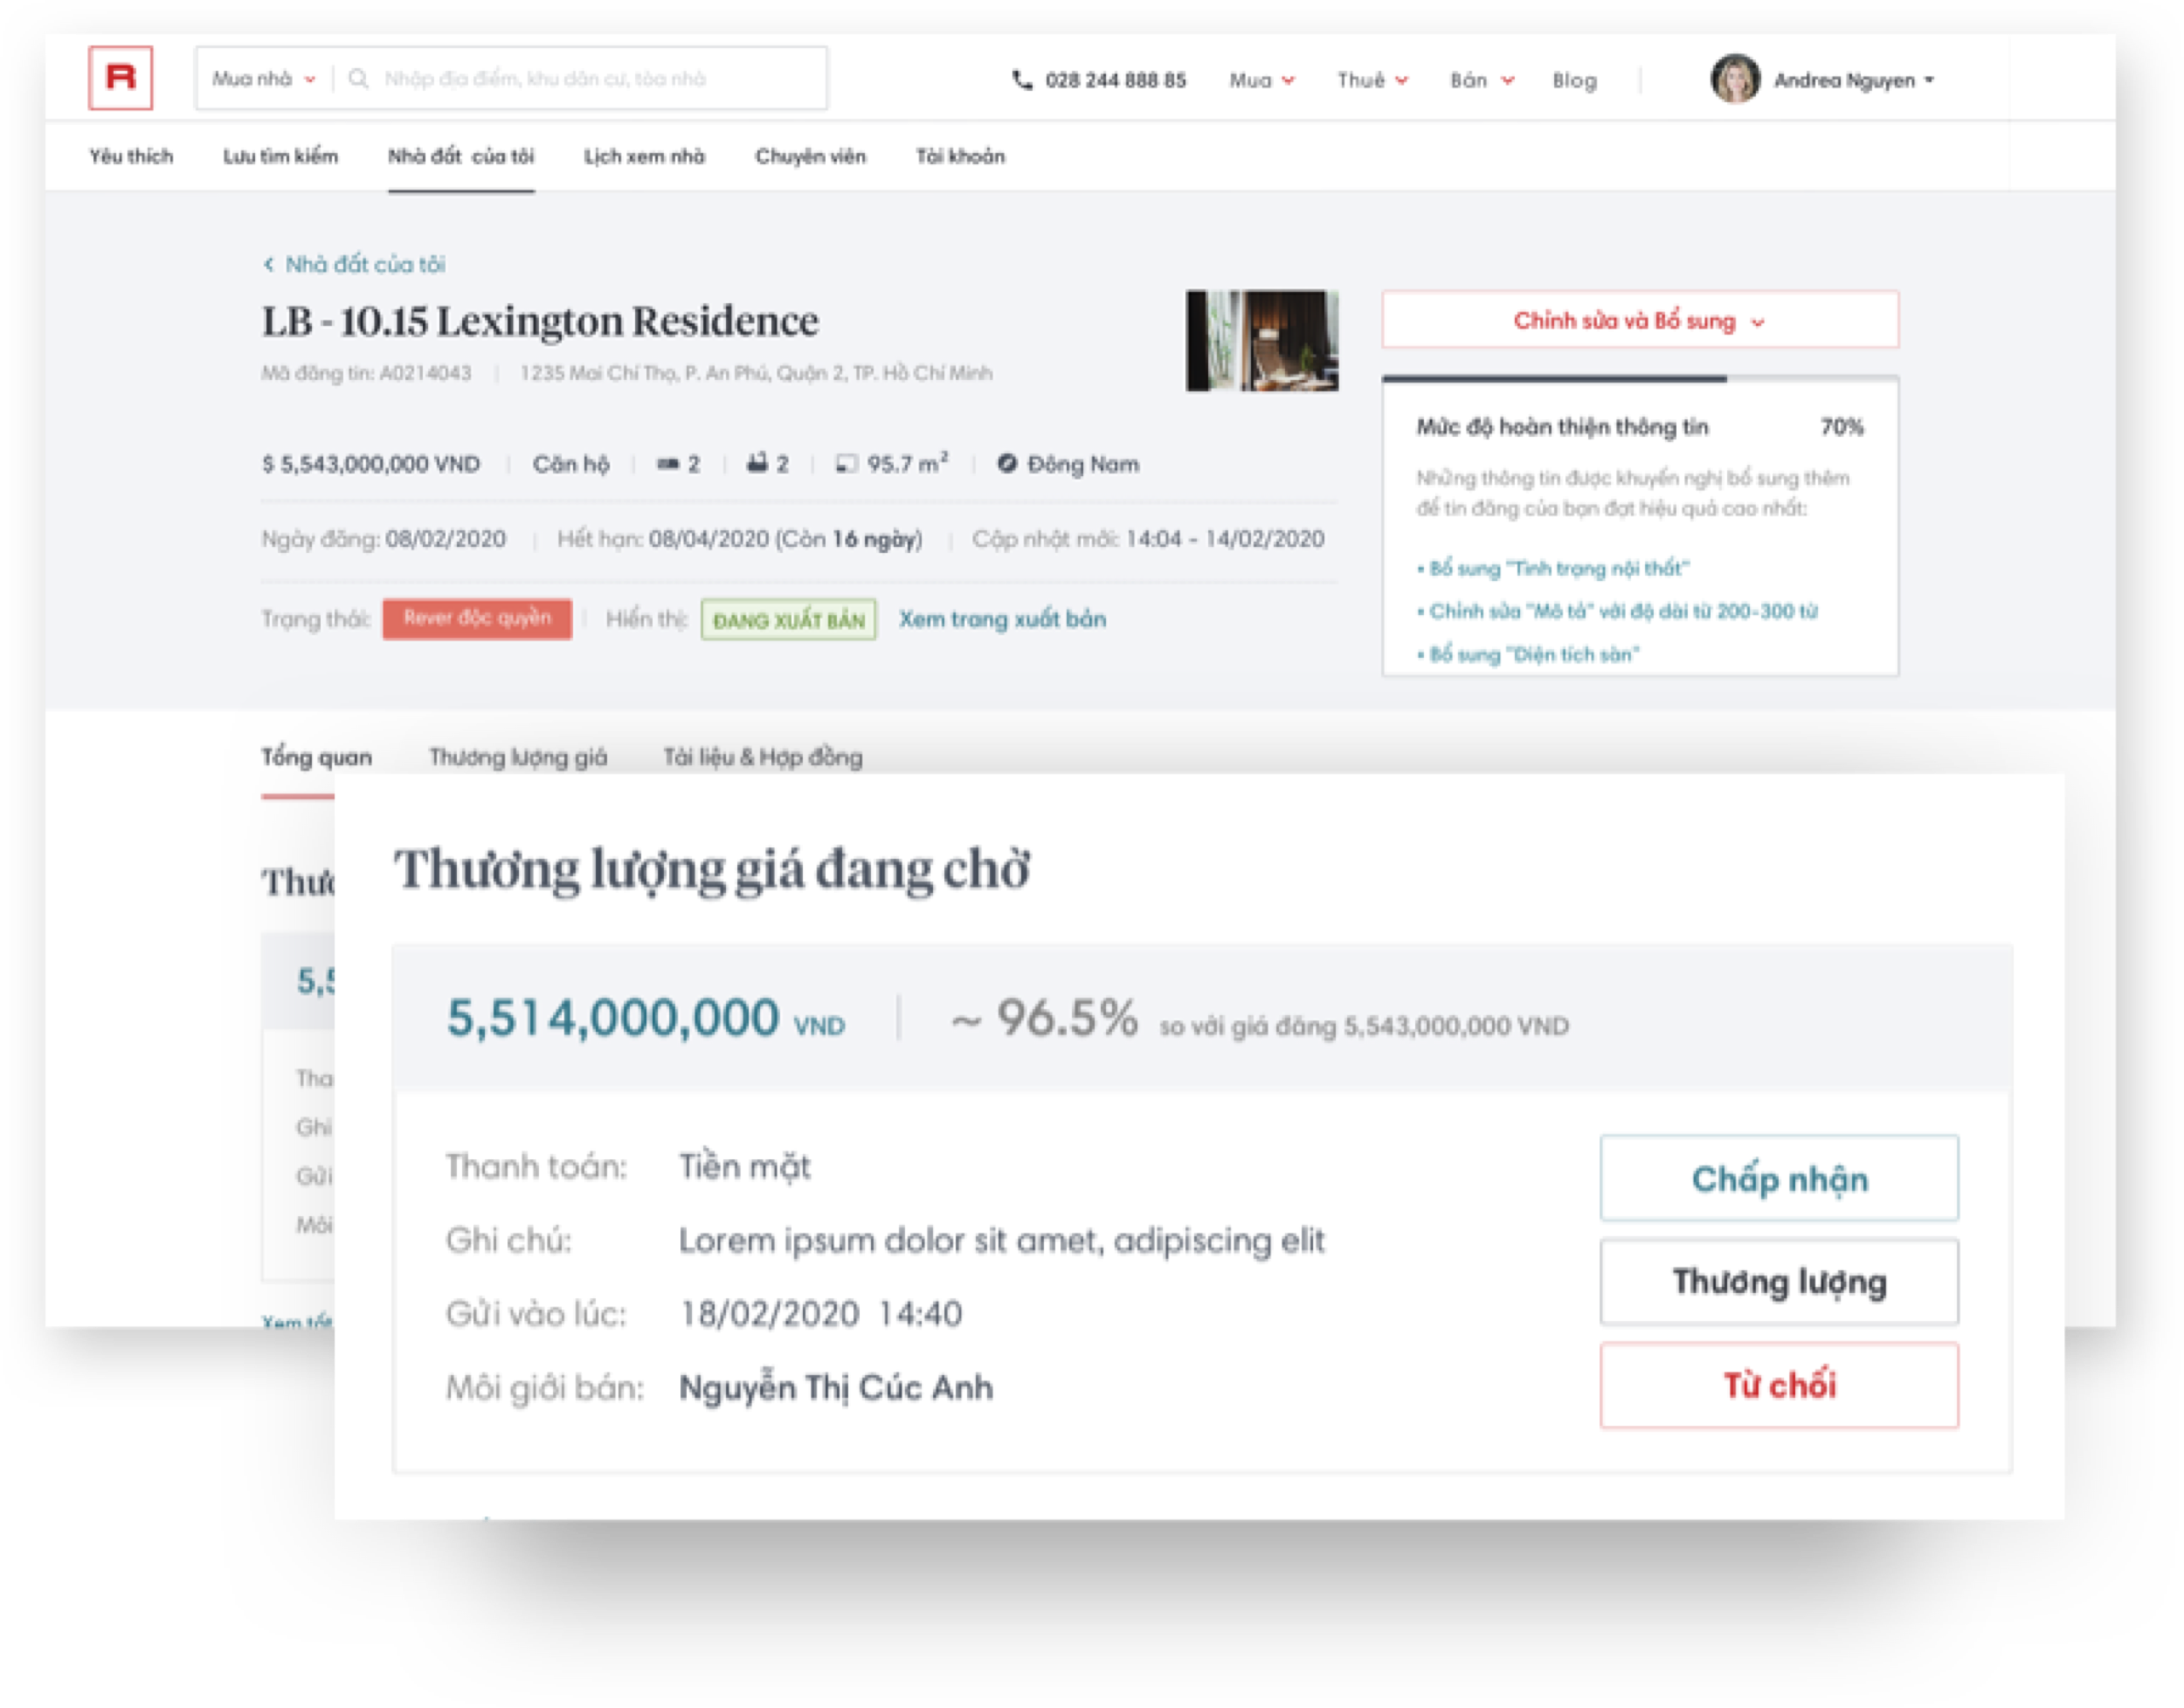 R
Mua nhà Nhập địa điểm, khu dân cư, tòa nhà 028 244 888 85 Mua Thuê Bán Blog Andrea Nguyen
Yêu thích Lưu tìm kiếm Nhà đất của tôi Lịch xem nhà Chuyên viên Tài khoản
Nhà đất của tôi
LB - 10.15 Lexington Residence
Mã đăng tin: A0214043 | 1235 Mai Chí Thọ, P. An Phú, Quận 2, TP. Hồ Chí Minh
$ 5,543,000,000 VND | Căn hộ | 2 | 2 | 95.7 m² | Đông Nam
Ngày đăng: 08/02/2020 | Hết hạn: 08/04/2020 (Còn 16 ngày) | Cập nhật mới: 14:04 - 14/02/2020
Trạng thái: Rever độc quyền | Hiển thị: ĐANG XUẤT BẢN Xem trang xuất bản
Chỉnh sửa và Bổ sung
Mức độ hoàn thiện thông tin 70%
Những thông tin được khuyến nghị bổ sung thêm
để tin đăng của bạn đạt hiệu quả cao nhất:
• Bổ sung "Tình trạng nội thất"
• Chỉnh sửa "Mô tả" với độ dài từ 200-300 từ
• Bổ sung "Diện tích sàn"
Tổng quan Thương lượng giá Tài liệu & Hợp đồng
Thươ
5,5
Tha
Ghi
Gửi
Môi
Xem tất
Thương lượng giá đang chờ
5,514,000,000 VND | ~ 96.5% so với giá đăng 5,543,000,000 VND
Thanh toán: Tiền mặt
Ghi chú: Lorem ipsum dolor sit amet, adipiscing elit
Gửi vào lúc: 18/02/2020 14:40
Môi giới bán: Nguyễn Thị Cúc Anh
Chấp nhận
Thương lượng
Từ chối